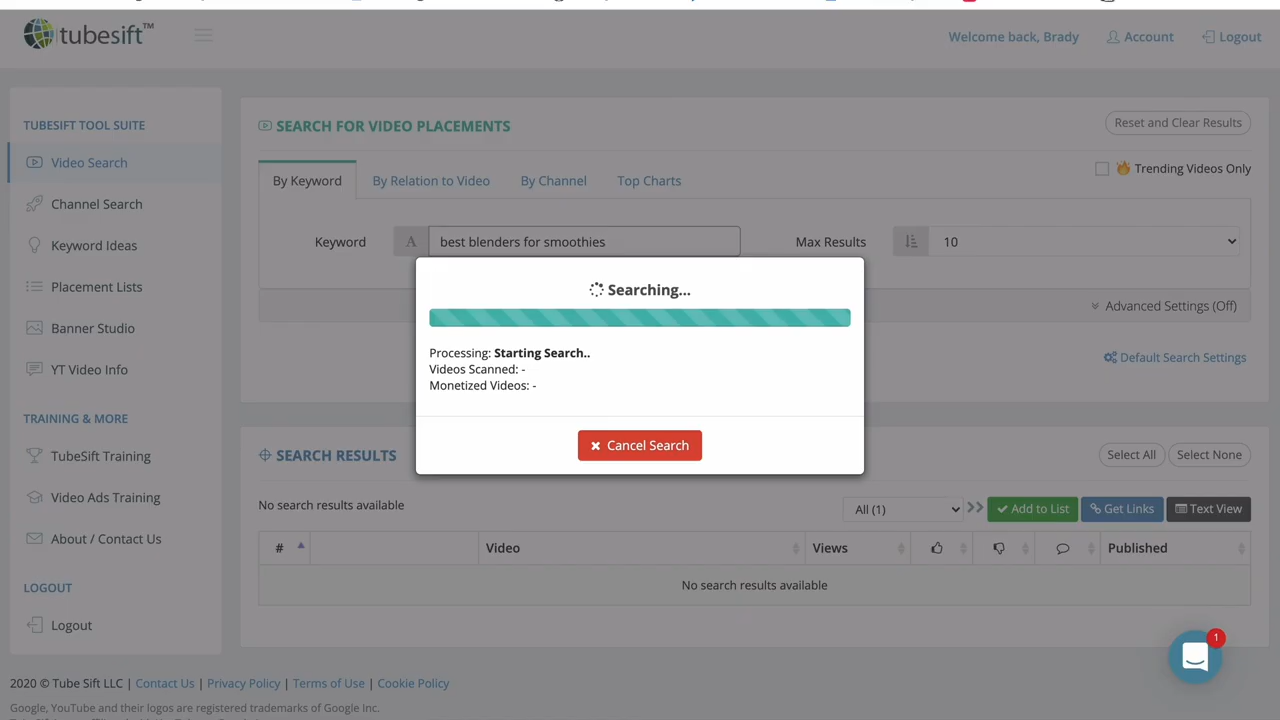 tubesift™
Welcome back, Brady
Account
Logout
TUBESIFT TOOL SUITE
Video Search
Channel Search
Keyword Ideas
Placement Lists
Banner Studio
YT Video Info
TRAINING & MORE
TubeSift Training
Video Ads Training
About / Contact Us
LOGOUT
Logout
SEARCH FOR VIDEO PLACEMENTS
Reset and Clear Results
By Keyword
By Relation to Video
By Channel
Top Charts
Trending Videos Only
Keyword
A
best blenders for smoothies
Max Results
10
Advanced Settings (Off)
Default Search Settings
Searching...
Processing: Starting Search..
Videos Scanned: -
Monetized Videos: -
Cancel Search
SEARCH RESULTS
Select All
Select None
No search results available
All (1)
Add to List
Get Links
Text View
#
Video
Views
Published
No search results available
1
2020 © Tube Sift LLC | Contact Us | Privacy Policy | Terms of Use | Cookie Policy
Google, YouTube and their logos are registered trademarks of Google Inc.